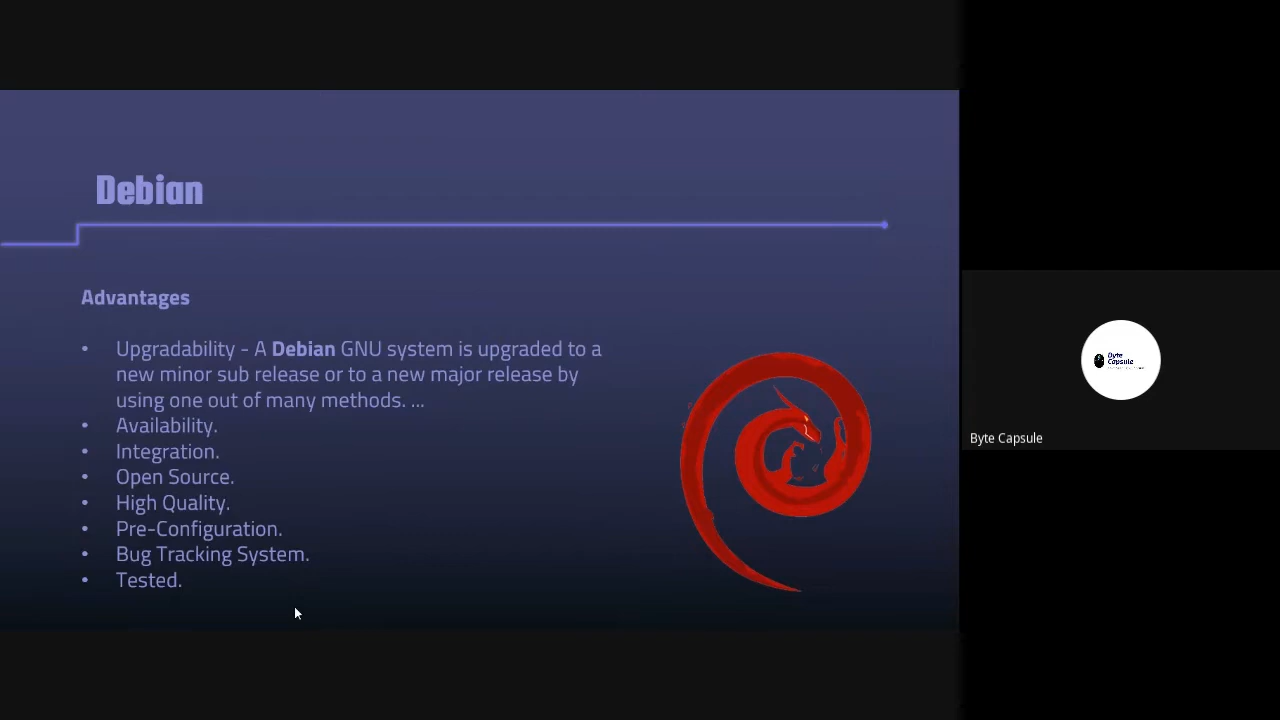 Debian
Advantages
• Upgradability - A Debian GNU system is upgraded to a
new minor sub release or to a new major release by
using one out of many methods. ...
• Availability.
• Integration.
• Open Source.
• High Quality.
• Pre-Configuration.
• Bug Tracking System.
• Tested.
Byte
Capsule
Byte Capsule